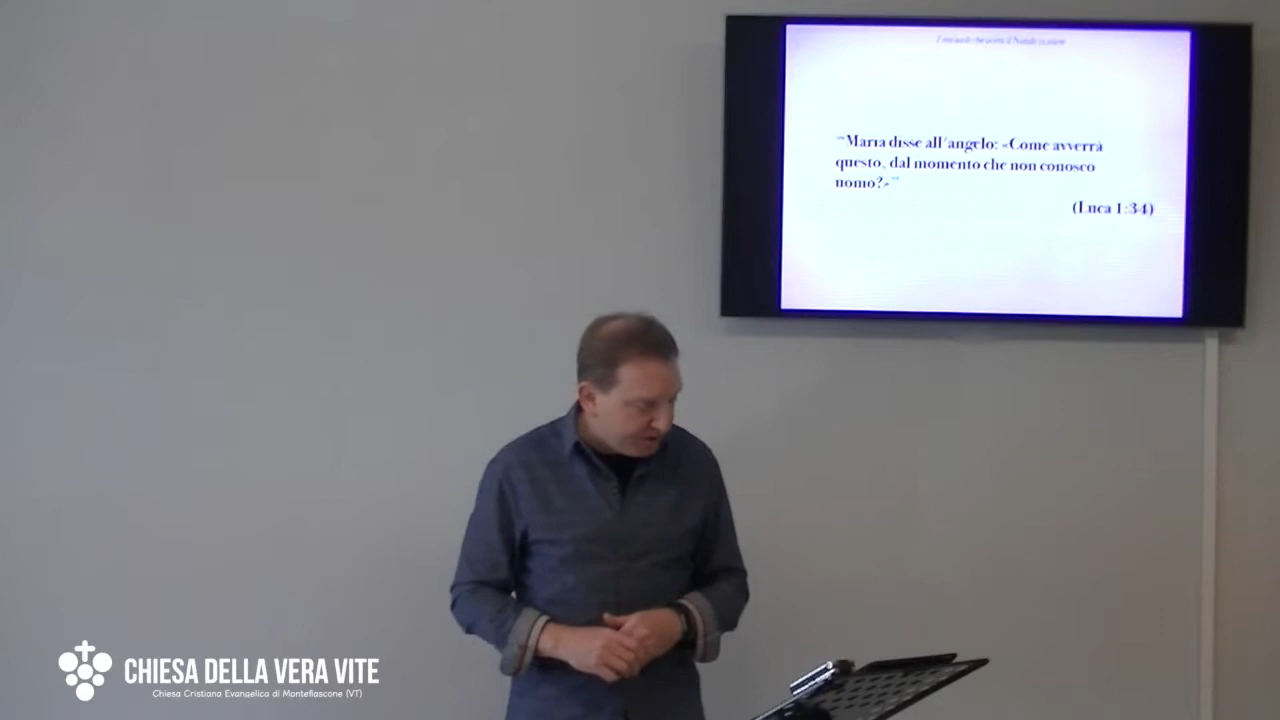 “Maria disse all'angelo: «Come avverrà
questo, dal momento che non conosco
uomo?»”
(Luca 1:34)
CHIESA DELLA VERA VITE
Chiesa Cristiana Evangelica di Montefiascone (VT)